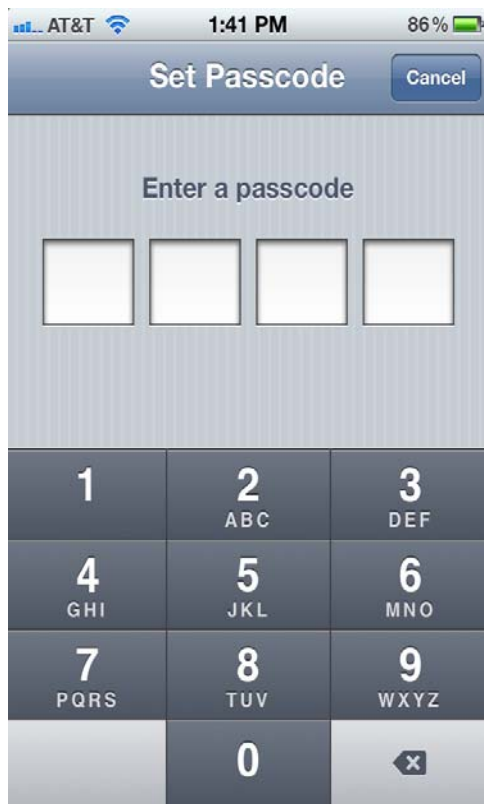 AT&T 1:41 PM 86%
Set Passcode Cancel
Enter a passcode
1 2 3
ABC DEF
4 5 6
GHI JKL MNO
7 8 9
PQRS TUV WXYZ
0